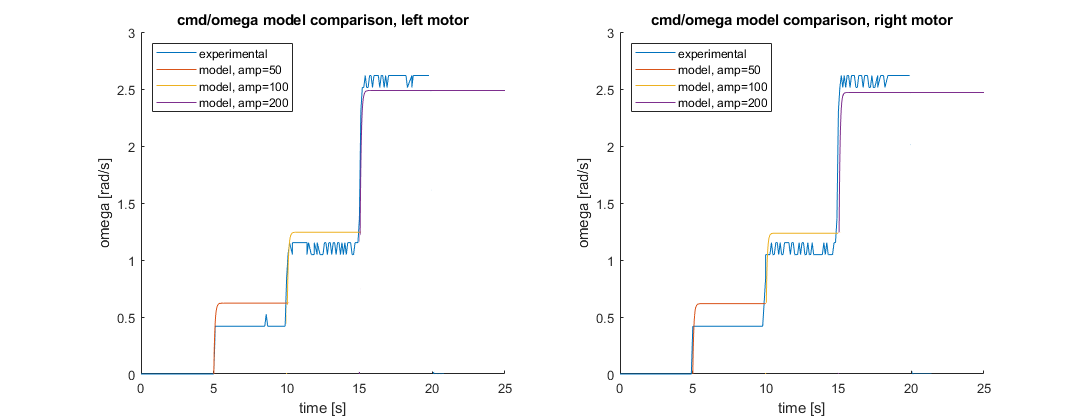 cmd/omega model comparison, left motor
3
2.5
2
1.5
1
0.5
0
omega [rad/s]
experimental
model, amp=50
model, amp=100
model, amp=200
0 5 10 15 20 25
time [s]
cmd/omega model comparison, right motor
3
2.5
2
1.5
1
0.5
0
omega [rad/s]
experimental
model, amp=50
model, amp=100
model, amp=200
0 5 10 15 20 25
time [s]